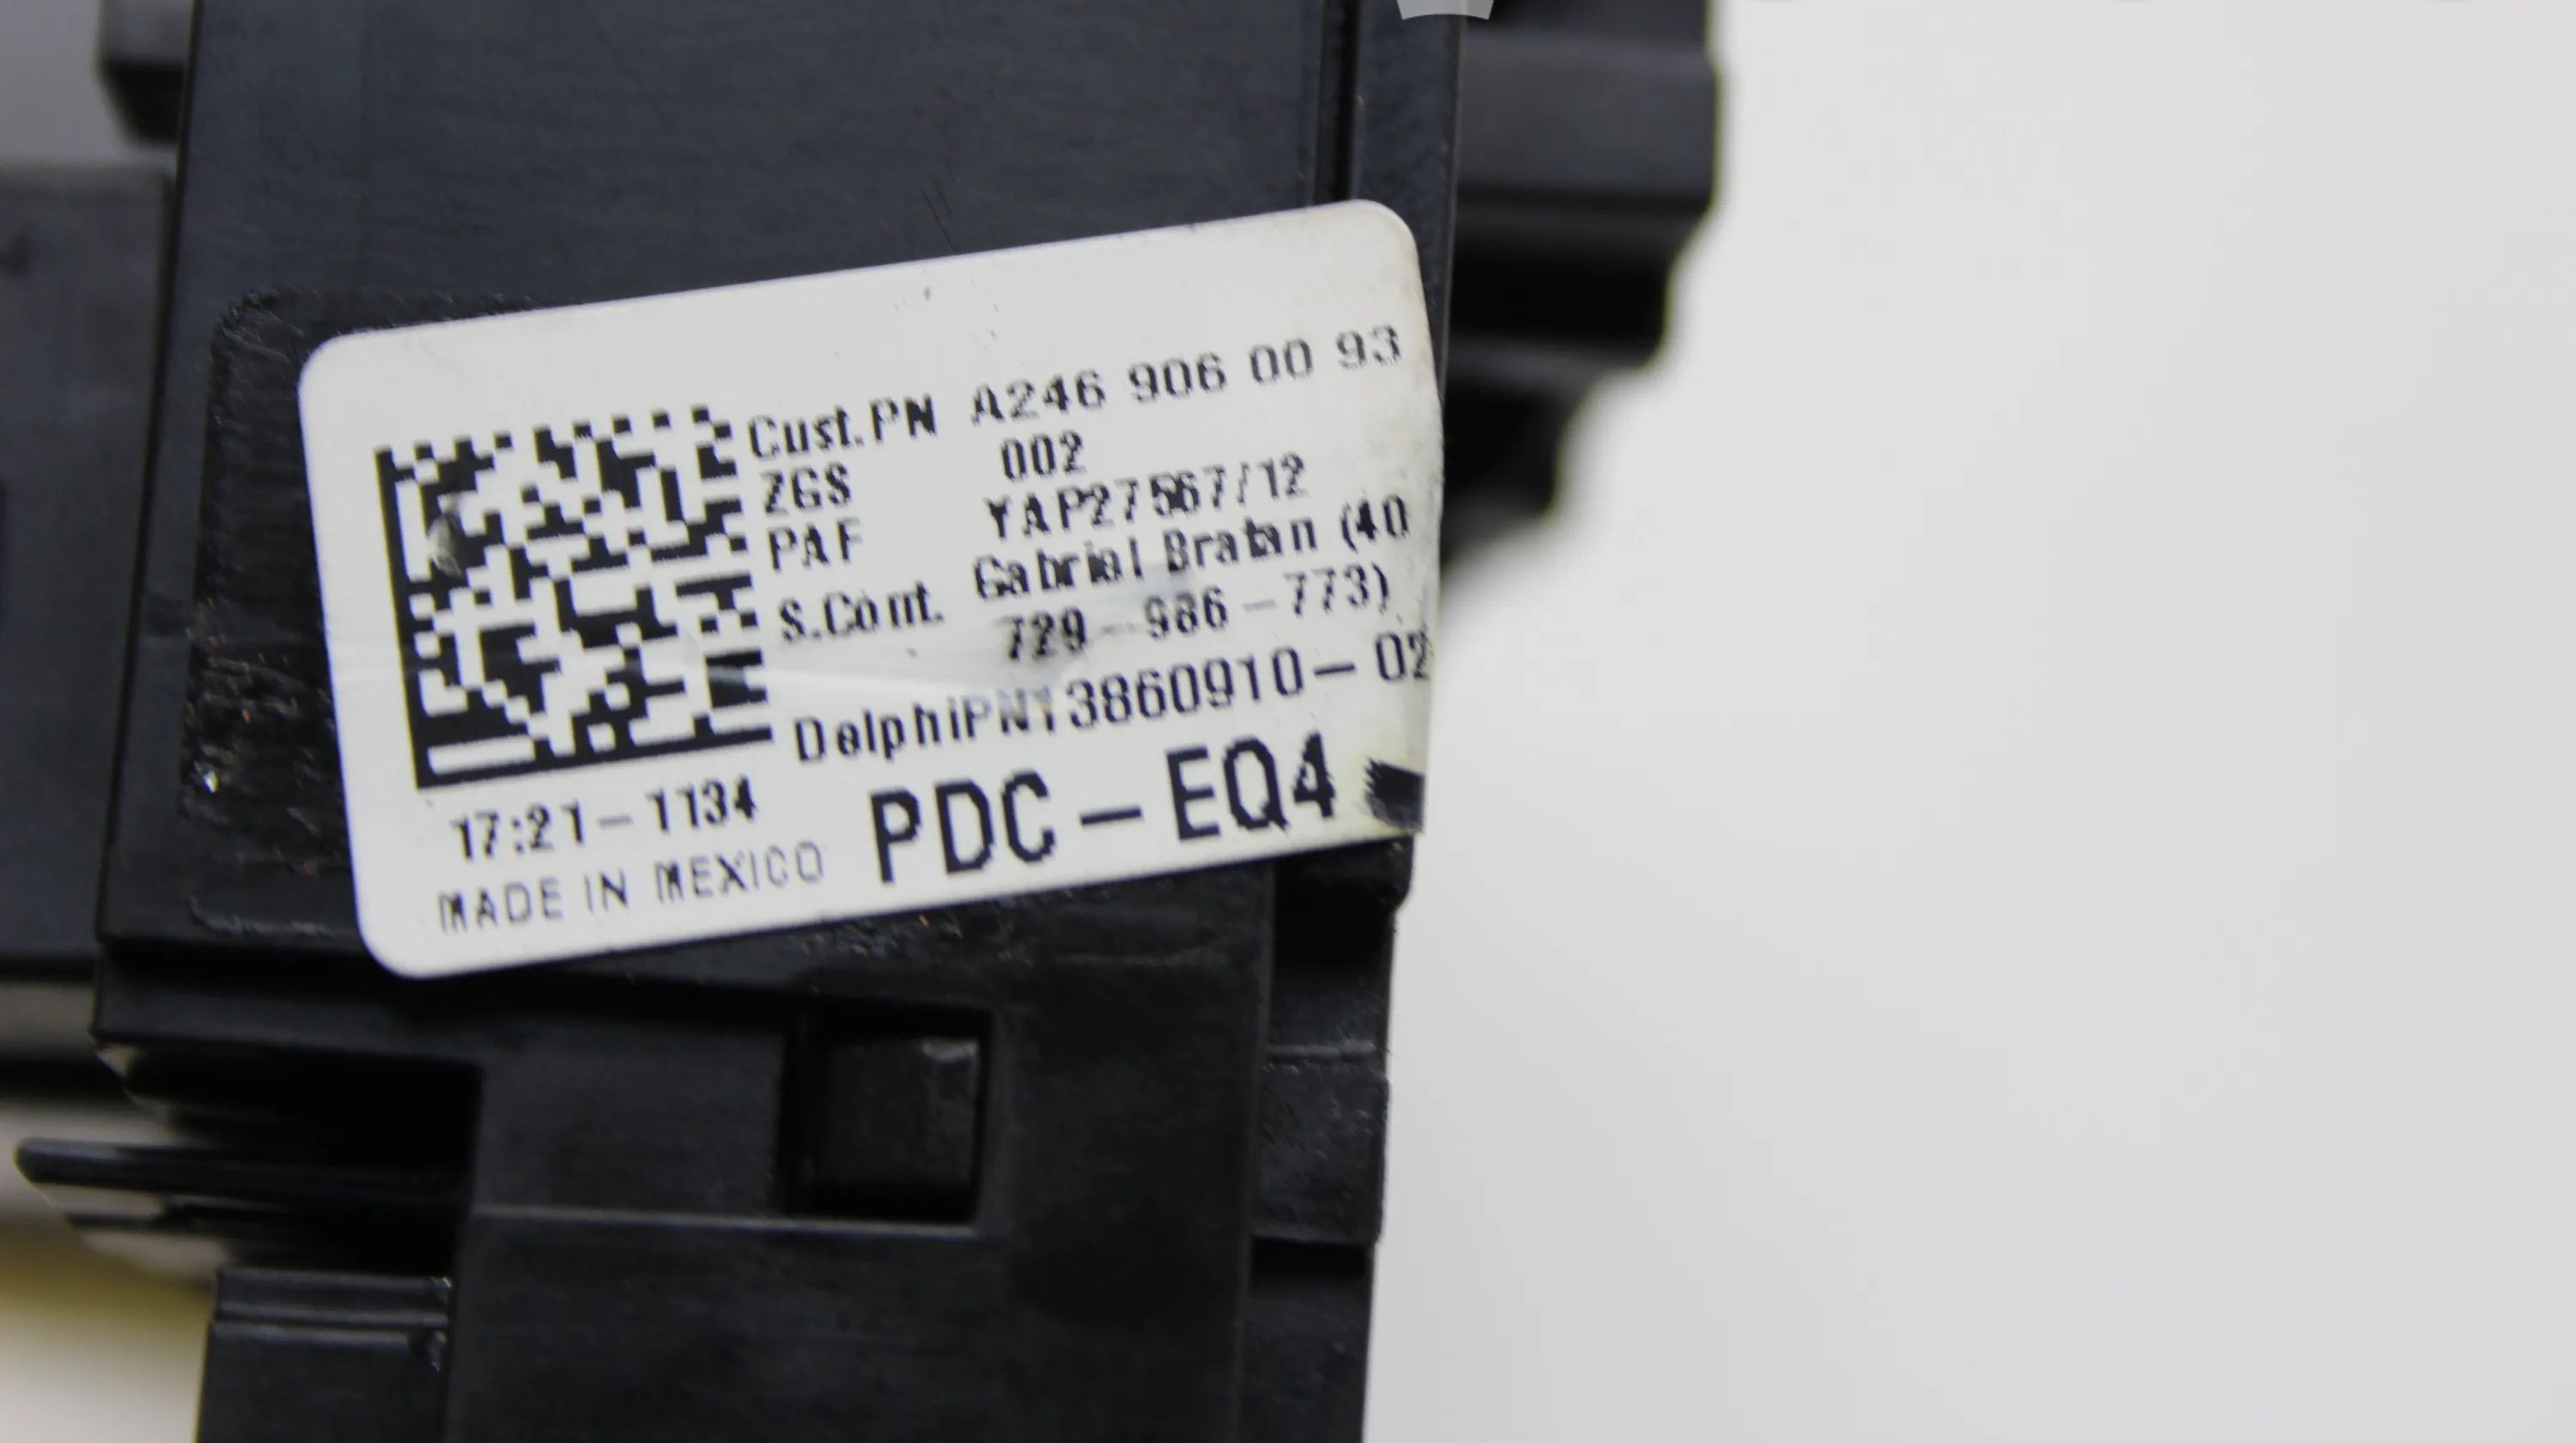 Cust.PN A246 906 00 93
ZGS 002
PAF YAP27567/12
S.Cont. Gabriel Bratan (40
729-986-773)
DelphiPN13860910-02
17:21-1134
PDC-EQ4
MADE IN MEXICO